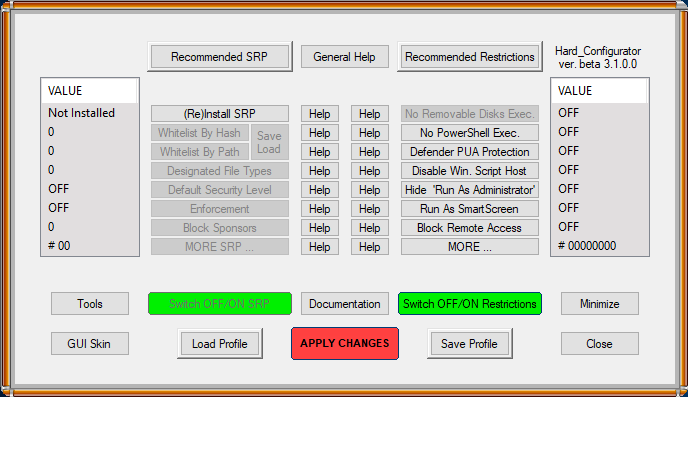 Recommended SRP General Help Recommended Restrictions Hard_Configurator
ver. beta 3.1.0.0
VALUE VALUE
Not Installed (Re)Install SRP Help Help No Removable Disks Exec. OFF
0 Whitelist By Hash Save Help Help No PowerShell Exec. OFF
0 Whitelist By Path Load Help Help Defender PUA Protection OFF
0 Designated File Types Help Help Disable Win. Script Host OFF
OFF Default Security Level Help Help Hide 'Run As Administrator' OFF
OFF Enforcement Help Help Run As SmartScreen OFF
0 Block Sponsors Help Help Block Remote Access OFF
# 00 MORE SRP ... Help Help MORE ... # 00000000
Tools Switch OFF/ON SRP Documentation Switch OFF/ON Restrictions Minimize
GUI Skin Load Profile APPLY CHANGES Save Profile Close